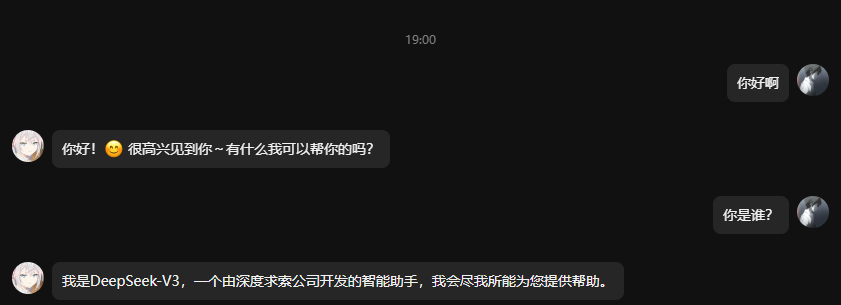 19:00
你好啊
你好！😊 很高兴见到你～有什么我可以帮你的吗？
你是谁？
我是DeepSeek-V3，一个由深度求索公司开发的智能助手，我会尽我所能为您提供帮助。